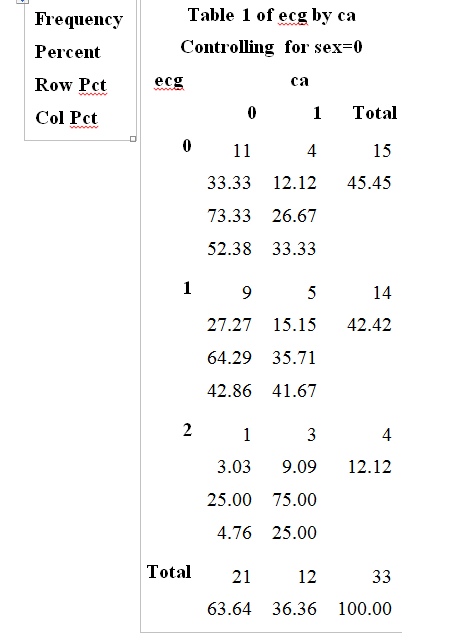 Frequency
Percent
Row Pct
Col Pct
Table 1 of ecg by ca
Controlling for sex=0
ecg ca
0 1 Total
0 11 4 15
33.33 12.12 45.45
73.33 26.67
52.38 33.33
1 9 5 14
27.27 15.15 42.42
64.29 35.71
42.86 41.67
2 1 3 4
3.03 9.09 12.12
25.00 75.00
4.76 25.00
Total 21 12 33
63.64 36.36 100.00